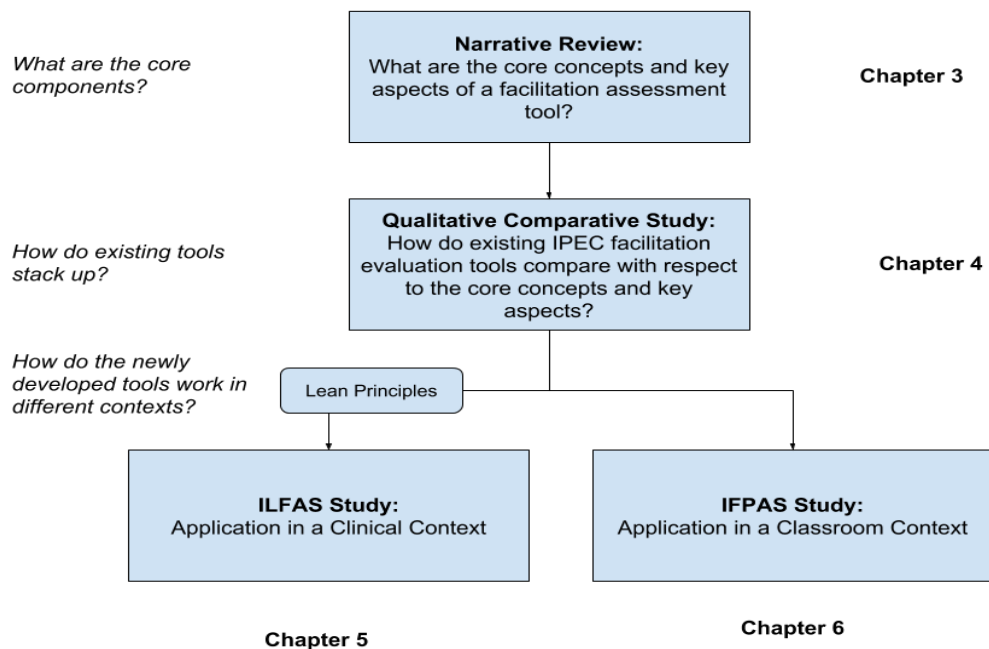 Narrative Review:
What are the core concepts and key
aspects of a facilitation assessment
tool?
What are the core
components?
Chapter 3
Qualitative Comparative Study:
How do existing IPEC facilitation
evaluation tools compare with respect
to the core concepts and key
aspects?
How do existing tools
stack up?
Chapter 4
How do the newly
developed tools work in
different contexts?
Lean Principles
ILFAS Study:
Application in a Clinical Context
IFPAS Study:
Application in a Classroom Context
Chapter 5
Chapter 6